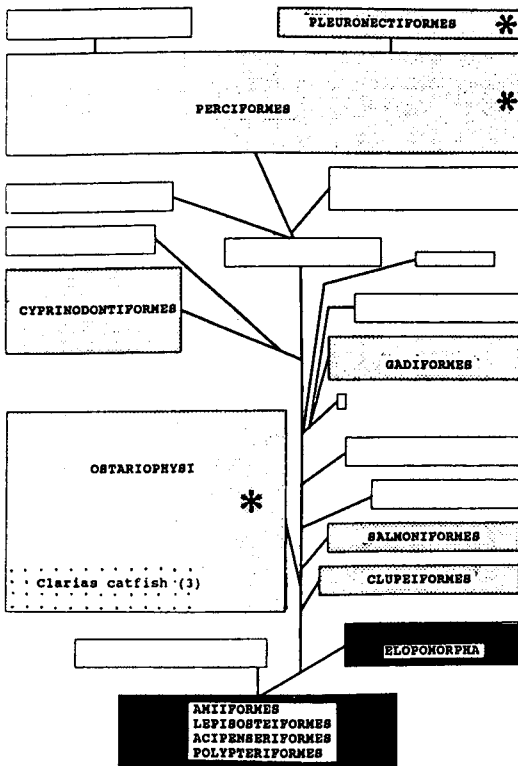 PLEURONECTIFORMES *
PERCIFORMES *
CYPRINODONTIFORMES
GADIFORMES
OSTARIOPHYSI
*
SALMONIFORMES
Clarias catfish (3)
CLUPEIFORMES
ELOPOMORPHA
AMIIFORMES
LEPISOSTEIFORMES
ACIPENSERIFORMES
POLYPTERIFORMES